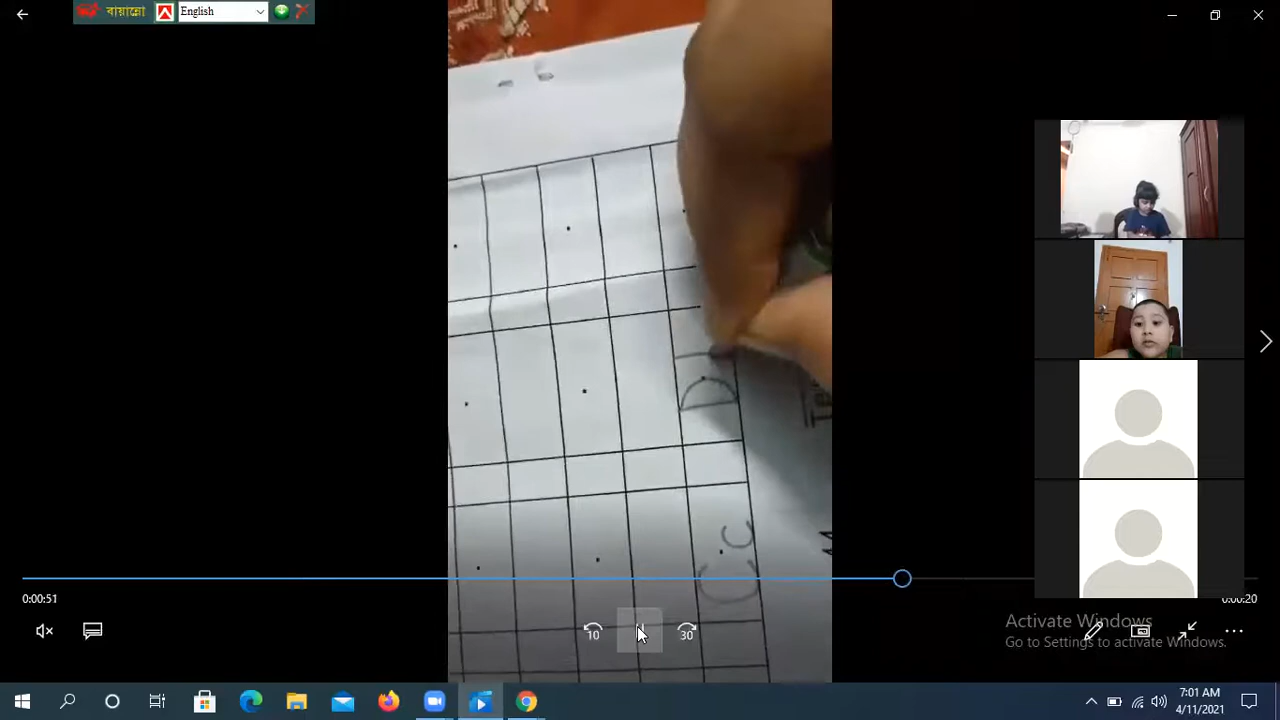 বায়ান্নো
English
D
C c
0:00:51
0:00:20
10
30
Activate Windows
Go to Settings to activate Windows.
7:01 AM
4/11/2021